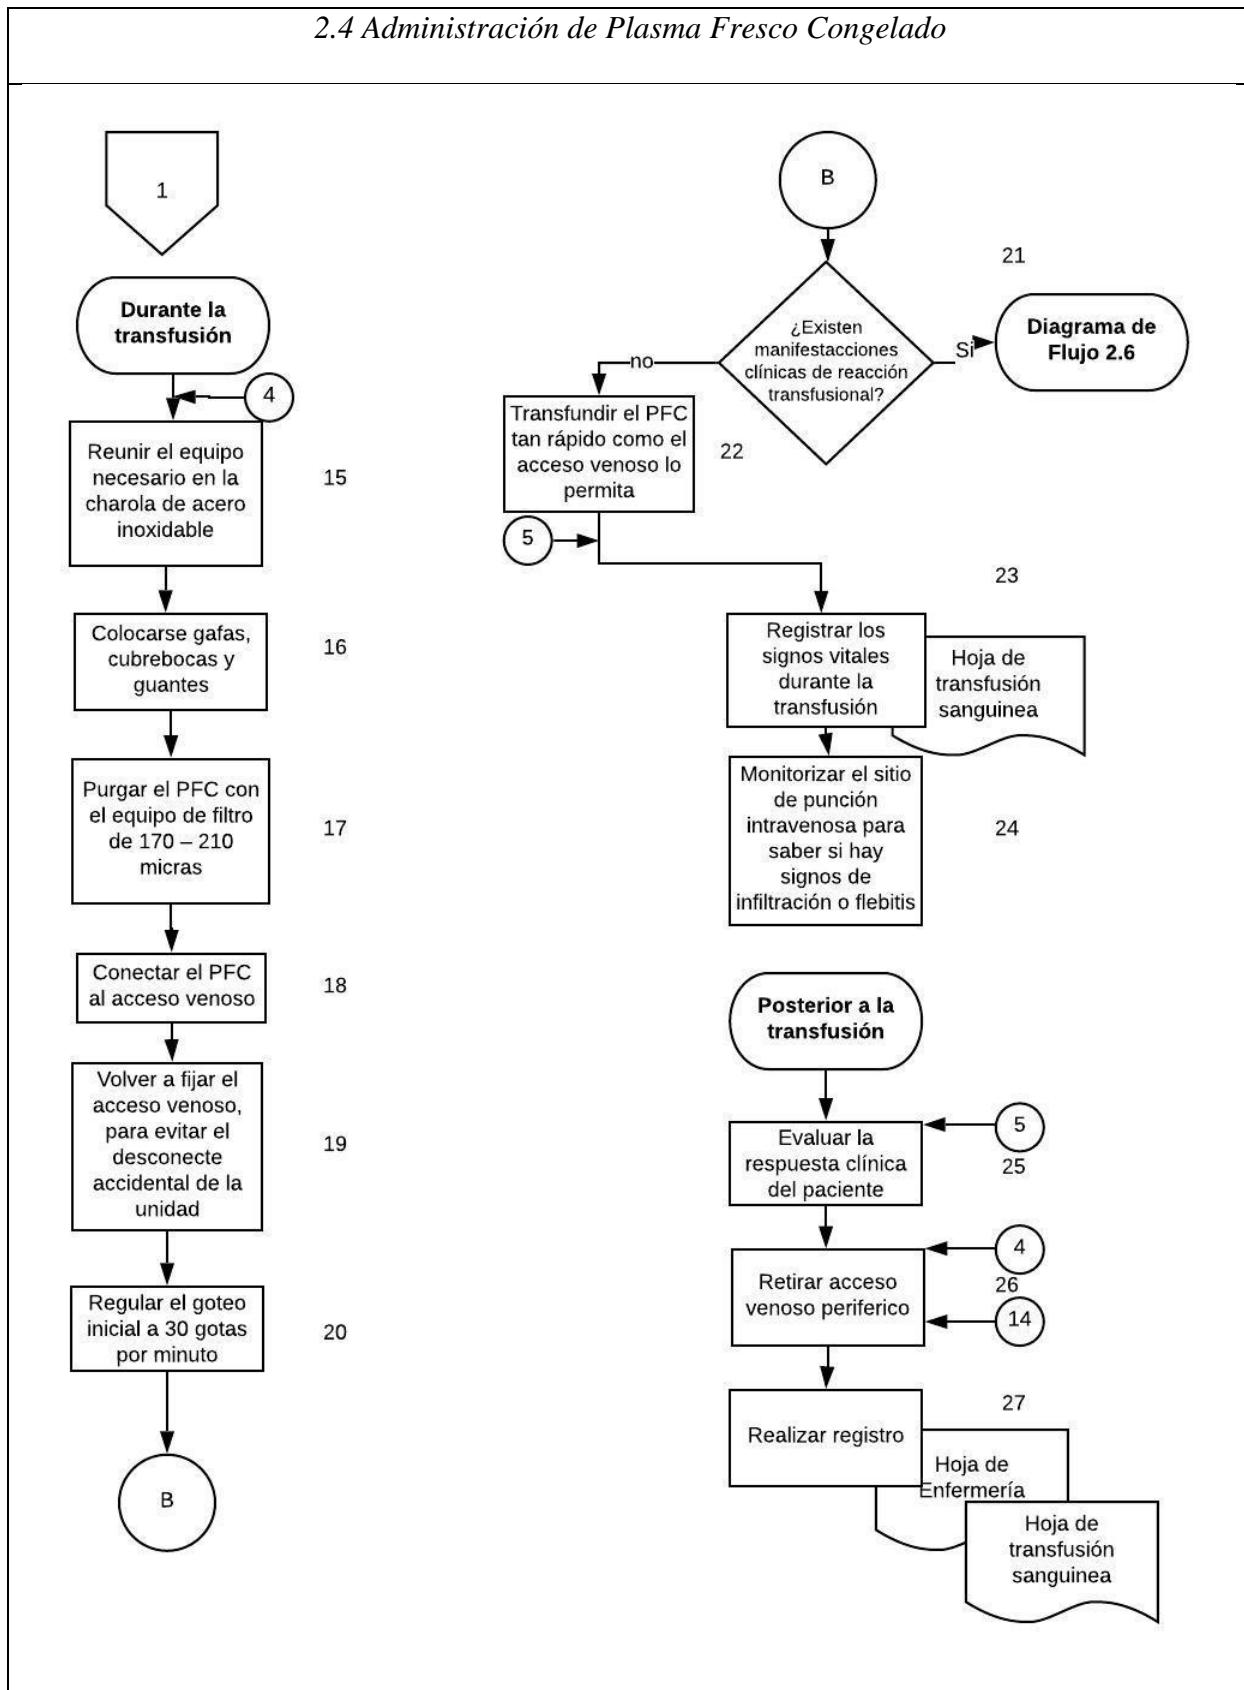 2.4 Administración de Plasma Fresco Congelado
1
Durante la
transfusión
4
Reunir el equipo
necesario en la
charola de acero
inoxidable
15
Colocarse gafas,
cubrebocas y
guantes
16
Purgar el PFC con
el equipo de filtro
de 170 – 210
micras
17
Conectar el PFC
al acceso venoso
18
Volver a fijar el
acceso venoso,
para evitar el
desconecte
accidental de la
unidad
19
Regular el goteo
inicial a 30 gotas
por minuto
20
B
B
21
¿Existen
manifestacciones
clínicas de reacción
transfusional?
Si
Diagrama de
Flujo 2.6
no
Transfundir el PFC
tan rápido como el
acceso venoso lo
permita
22
5
23
Registrar los
signos vitales
durante la
transfusión
Hoja de
transfusión
sanguinea
Monitorizar el sitio
de punción
intravenosa para
saber si hay
signos de
infiltración o flebitis
24
Posterior a la
transfusión
5
Evaluar la
respuesta clínica
del paciente
25
4
Retirar acceso
venoso periferico
26
14
27
Realizar registro
Hoja de
Enfermería
Hoja de
transfusión
sanguinea